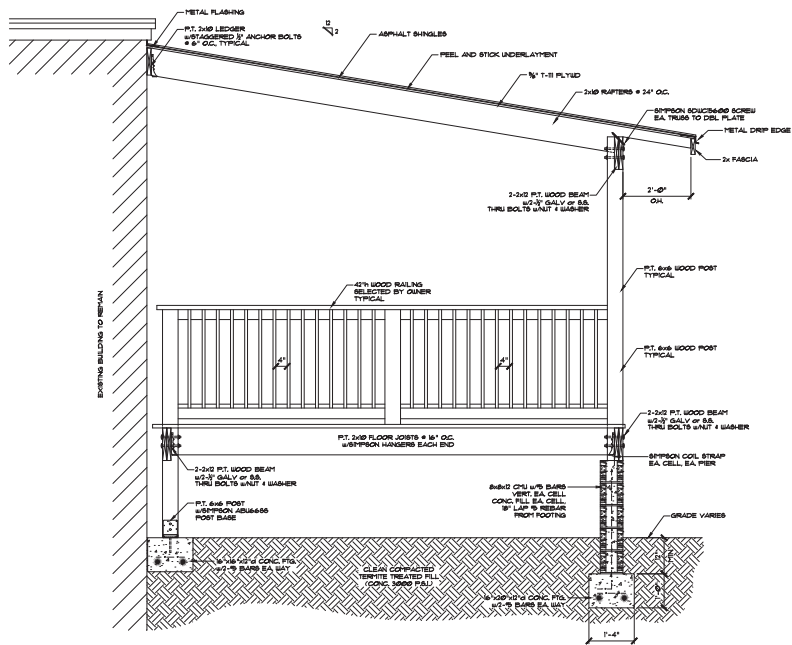 METAL FLASHING
P.T. 2x10 LEDGER
w/STAGGERED ½" ANCHOR BOLTS
@ 6" O.C., TYPICAL
12
2
ASPHALT SHINGLES
PEEL AND STICK UNDERLAYMENT
⅝" T-111 PLYWD
2x10 RAFTERS @ 24" O.C.
SIMPSON SDWC15600 SCREW
EA. TRUSS TO DBL PLATE
METAL DRIP EDGE
2x FASCIA
2-2x12 P.T. WOOD BEAM
w/2-½" GALV or S.S.
THRU BOLTS w/NUT & WASHER
2'-0"
O.H.
P.T. 6x6 WOOD POST
TYPICAL
42"h WOOD RAILING
SELECTED BY OWNER
TYPICAL
EXISTING BUILDING TO REMAIN
4"
4"
P.T. 6x6 WOOD POST
TYPICAL
2-2x12 P.T. WOOD BEAM
w/2-½" GALV or S.S.
THRU BOLTS w/NUT & WASHER
P.T. 2x10 FLOOR JOISTS @ 16" O.C.
w/SIMPSON HANGERS EACH END
SIMPSON COIL STRAP
EA. CELL, EA. PIER
2-2x12 P.T. WOOD BEAM
w/2-½" GALV or S.S.
THRU BOLTS w/NUT & WASHER
8x8x12 CMU w/5 BARS
VERT. EA. CELL
CONC. FILL EA. CELL,
18" LAP 5 REBAR
FROM FOOTING
P.T. 6x6 POST
w/SIMPSON ABU66SS
POST BASE
GRADE VARIES
16"x16"x12"d CONC. FTG.
w/2-5 BARS EA. WAY
CLEAN COMPACTED
TERMITE TREATED FILL
(CONC. 3000 P.S.I.)
16"x20"x12"d CONC. FTG.
w/2-5 BARS EA. WAY
1'-0"
1'-4"